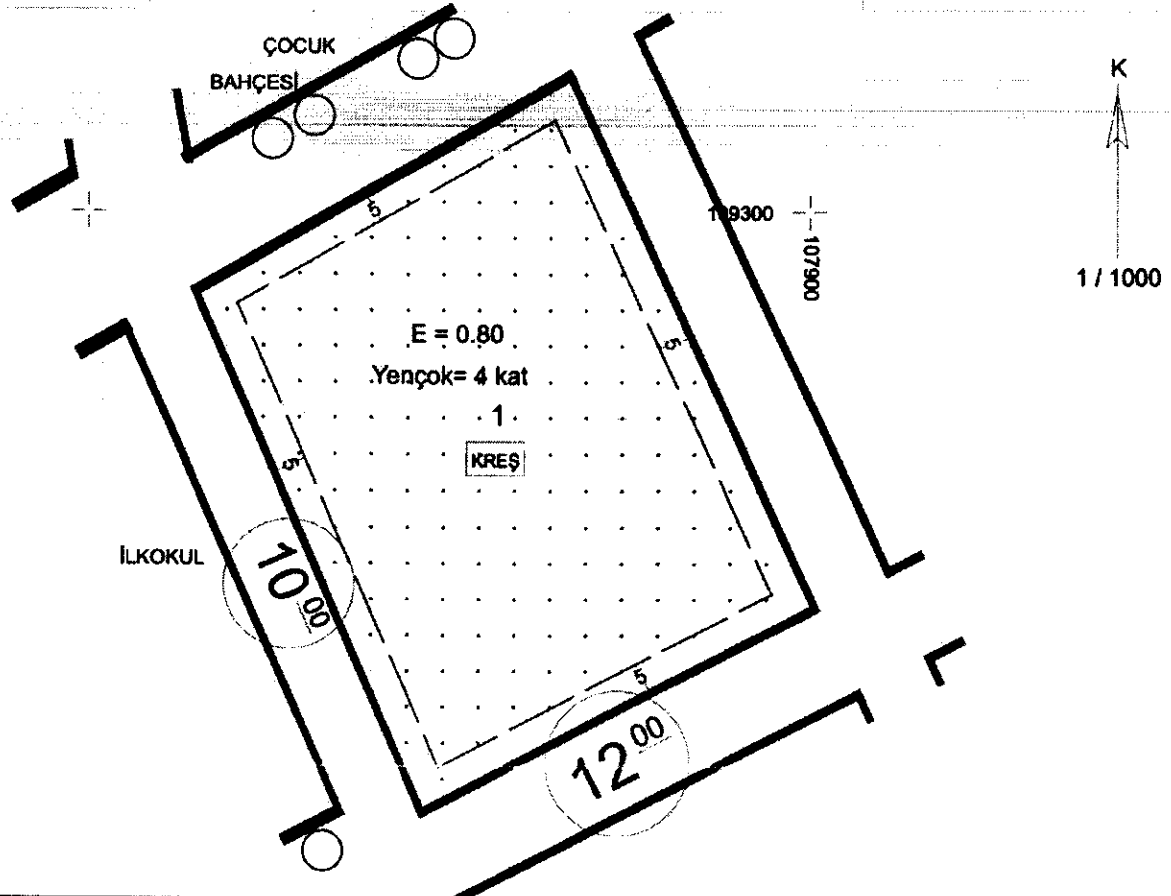 ÇOCUK
BAHÇESİ
K
1 / 1000
5
109300
107900
E = 0.80
Yençok= 4 kat
1
KREŞ
5
5
İLKOKUL
10 00
5
12 00